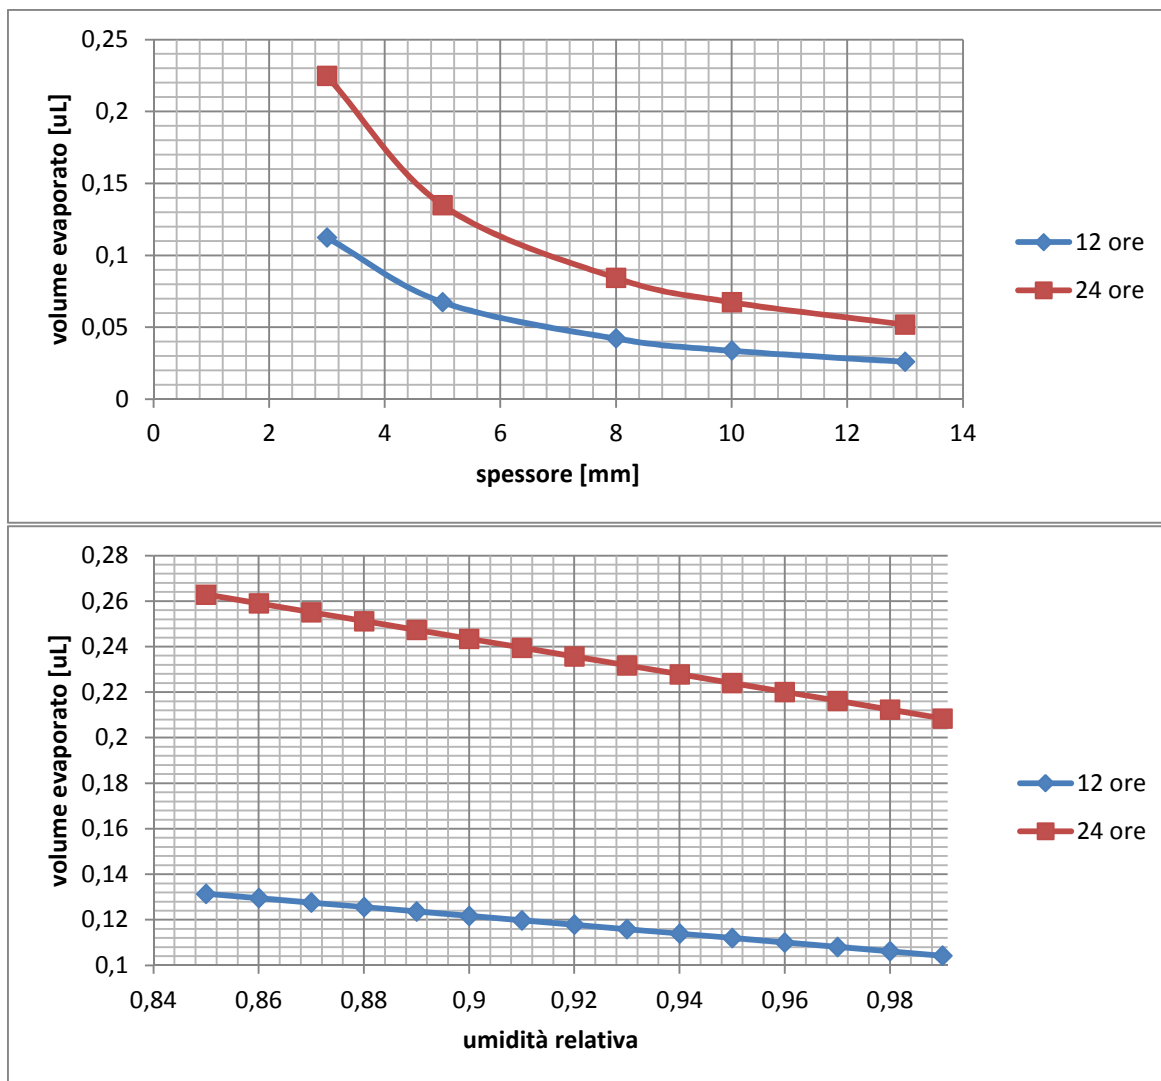 0,25
0,2
0,15
0,1
0,05
0
volume evaporato [uL]
0 2 4 6 8 10 12 14
spessore [mm]
12 ore
24 ore
0,28
0,26
0,24
0,22
0,2
0,18
0,16
0,14
0,12
0,1
volume evaporato [uL]
0,84 0,86 0,88 0,9 0,92 0,94 0,96 0,98
umidità relativa
12 ore
24 ore